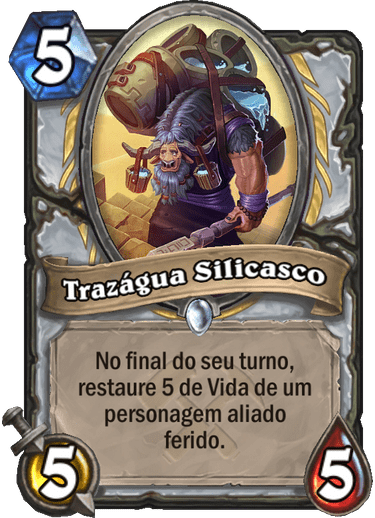 5
Trazágua Silicasco
No final do seu turno,
restaure 5 de Vida de um
personagem aliado
ferido.
5
5